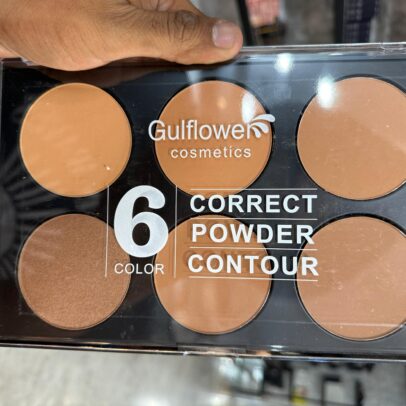 Gulflower
cosmetics
6
COLOR
CORRECT
POWDER
CONTOUR